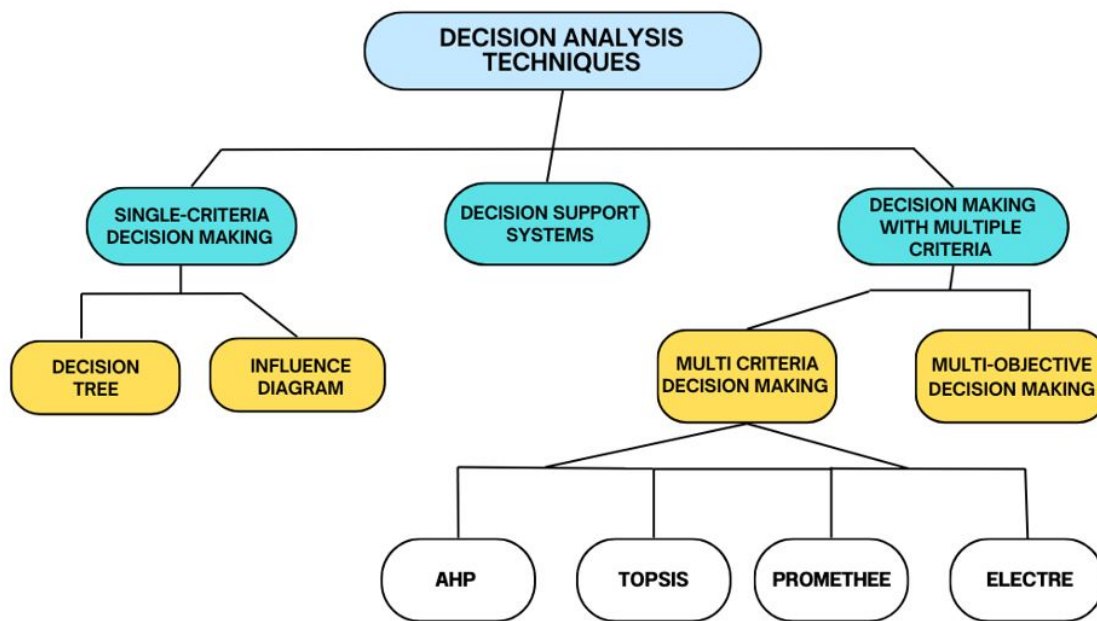 DECISION ANALYSIS
TECHNIQUES
SINGLE-CRITERIA
DECISION MAKING
DECISION SUPPORT
SYSTEMS
DECISION MAKING
WITH MULTIPLE
CRITERIA
DECISION
TREE
INFLUENCE
DIAGRAM
MULTI CRITERIA
DECISION MAKING
MULTI-OBJECTIVE
DECISION MAKING
AHP
TOPSIS
PROMETHEE
ELECTRE